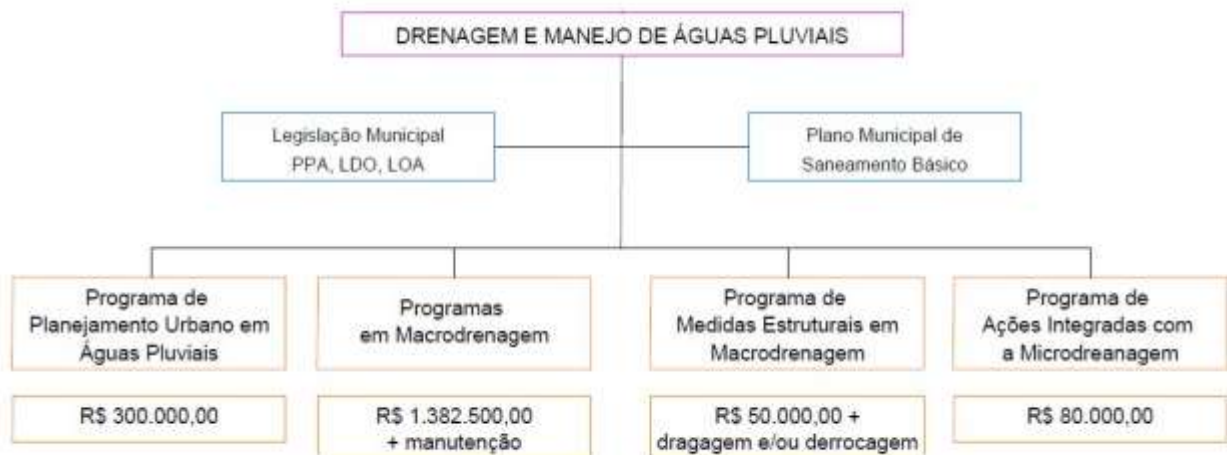 DRENAGEM E MANEJO DE ÁGUAS PLUVIAIS
Legislação Municipal
PPA, LDO, LOA
Plano Municipal de
Saneamento Básico
Programa de
Planejamento Urbano em
Águas Pluviais
Programas
em Macrodrenagem
Programa de
Medidas Estruturais em
Macrodrenagem
Programa de
Ações Integradas com
a Microdreanagem
R$ 300.000,00
R$ 1.382.500,00
+ manutenção
R$ 50.000,00 +
dragagem e/ou derrocagem
R$ 80.000,00